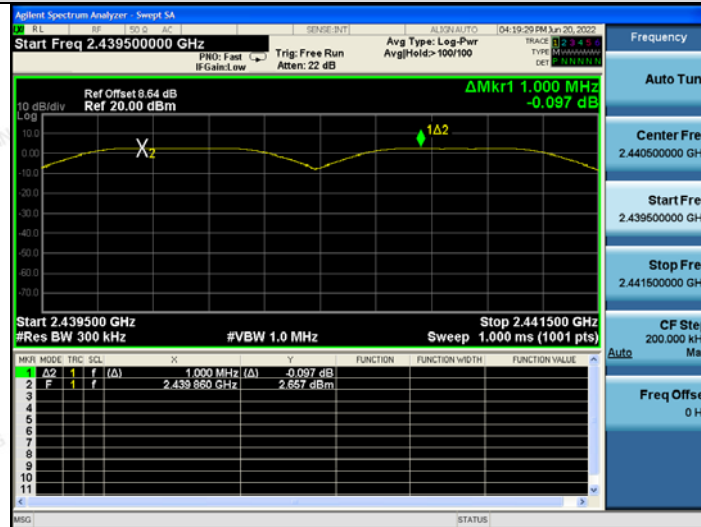 Agilent Spectrum Analyzer - Swept SA
RL RF 50 Ω AC SENSE:INT ALIGN AUTO 04:19:29 PM Jun 20, 2022
Start Freq 2.439500000 GHz
PNO: Fast
IFGain:Low
Trig: Free Run
Atten: 22 dB
Avg Type: Log-Pwr
Avg|Hold:>100/100
TRACE 1 2 3 4 5 6
TYPE M
DET P N N N N N
Ref Offset 8.64 dB
10 dB/div Ref 20.00 dBm
Log
ΔMkr1 1.000 MHz
-0.097 dB
10.0
0.00
-10.0
-20.0
-30.0
-40.0
-50.0
-60.0
-70.0
X2
1Δ2
Start 2.439500 GHz Stop 2.441500 GHz
#Res BW 300 kHz #VBW 1.0 MHz Sweep 1.000 ms (1001 pts)
MKR MODE TRC SCL X Y FUNCTION FUNCTION WIDTH FUNCTION VALUE
1 Δ2 1 f (Δ) 1.000 MHz (Δ) -0.097 dB
2 F 1 f 2.439 860 GHz 2.657 dBm
3
4
5
6
7
8
9
10
11
MSG STATUS
Frequency
Auto Tun
Center Fre
2.440500000 GH
Start Fre
2.439500000 GH
Stop Fre
2.441500000 GH
CF Ste
200.000 kH
Auto Ma
Freq Offse
0 H